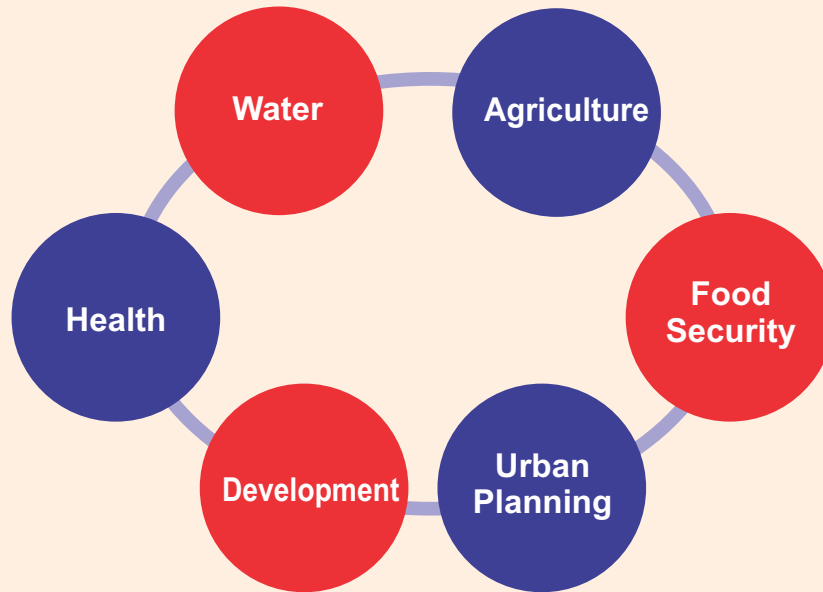 Water
Agriculture
Food
Security
Urban
Planning
Development
Health